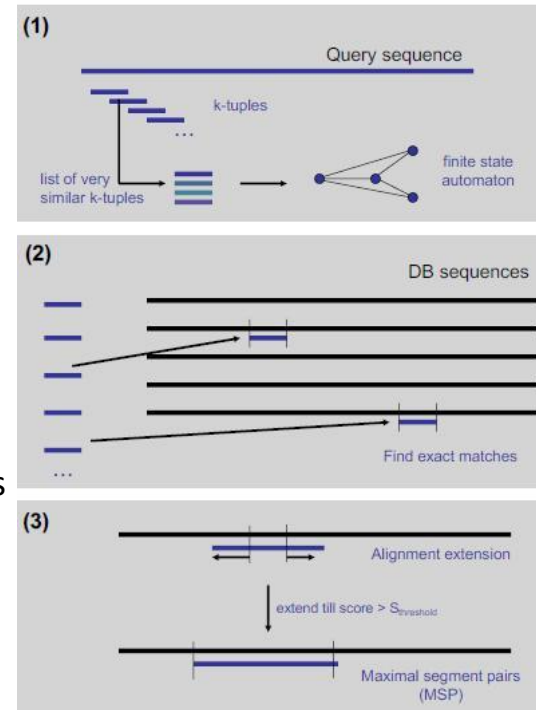 (1)
Query sequence
k-tuples
...
list of very
similar k-tuples
finite state
automaton
(2)
DB sequences
Find exact matches
...
s
(3)
Alignment extension
extend till score > Sthreshold
Maximal segment pairs
(MSP)